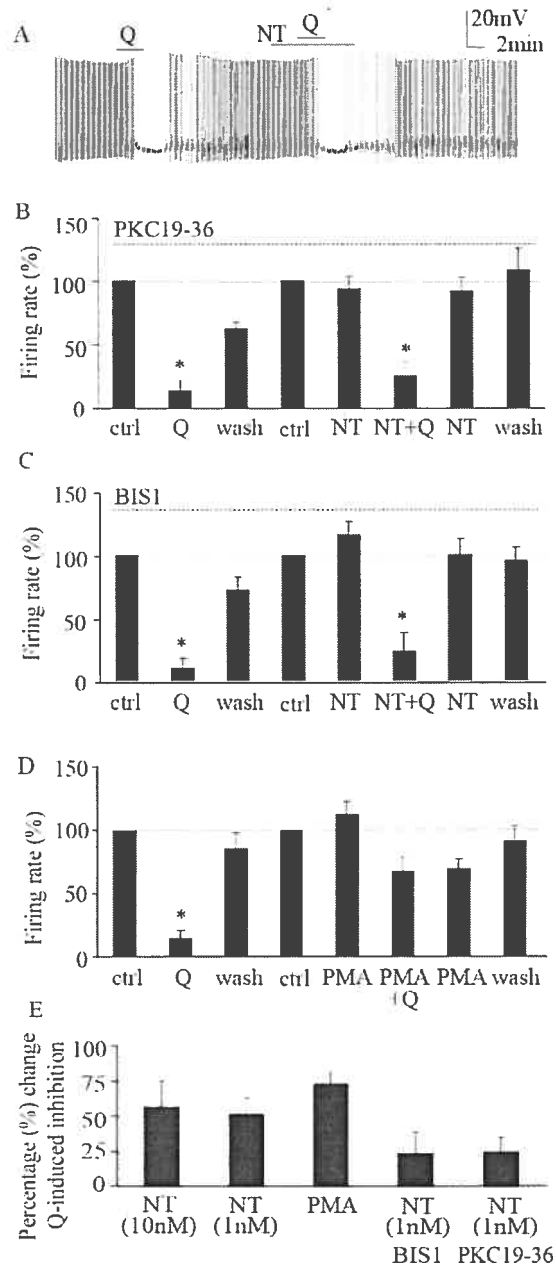 A Q NT Q 20mV
2min
B
PKC19-36
Firing rate (%)
150
100
50
0
* *
ctrl Q wash ctrl NT NT+Q NT wash
C
BIS1
Firing rate (%)
150
100
50
0
* *
ctrl Q wash ctrl NT NT+Q NT wash
D
Firing rate (%)
150
100
50
0
*
ctrl Q wash ctrl PMA PMA PMA wash
+Q
E
Percentage (%) change
Q-induced inhibition
100
75
50
25
0
NT NT PMA NT NT
(10nM) (1nM) (1nM) (1nM)
BIS1 PKC19-36